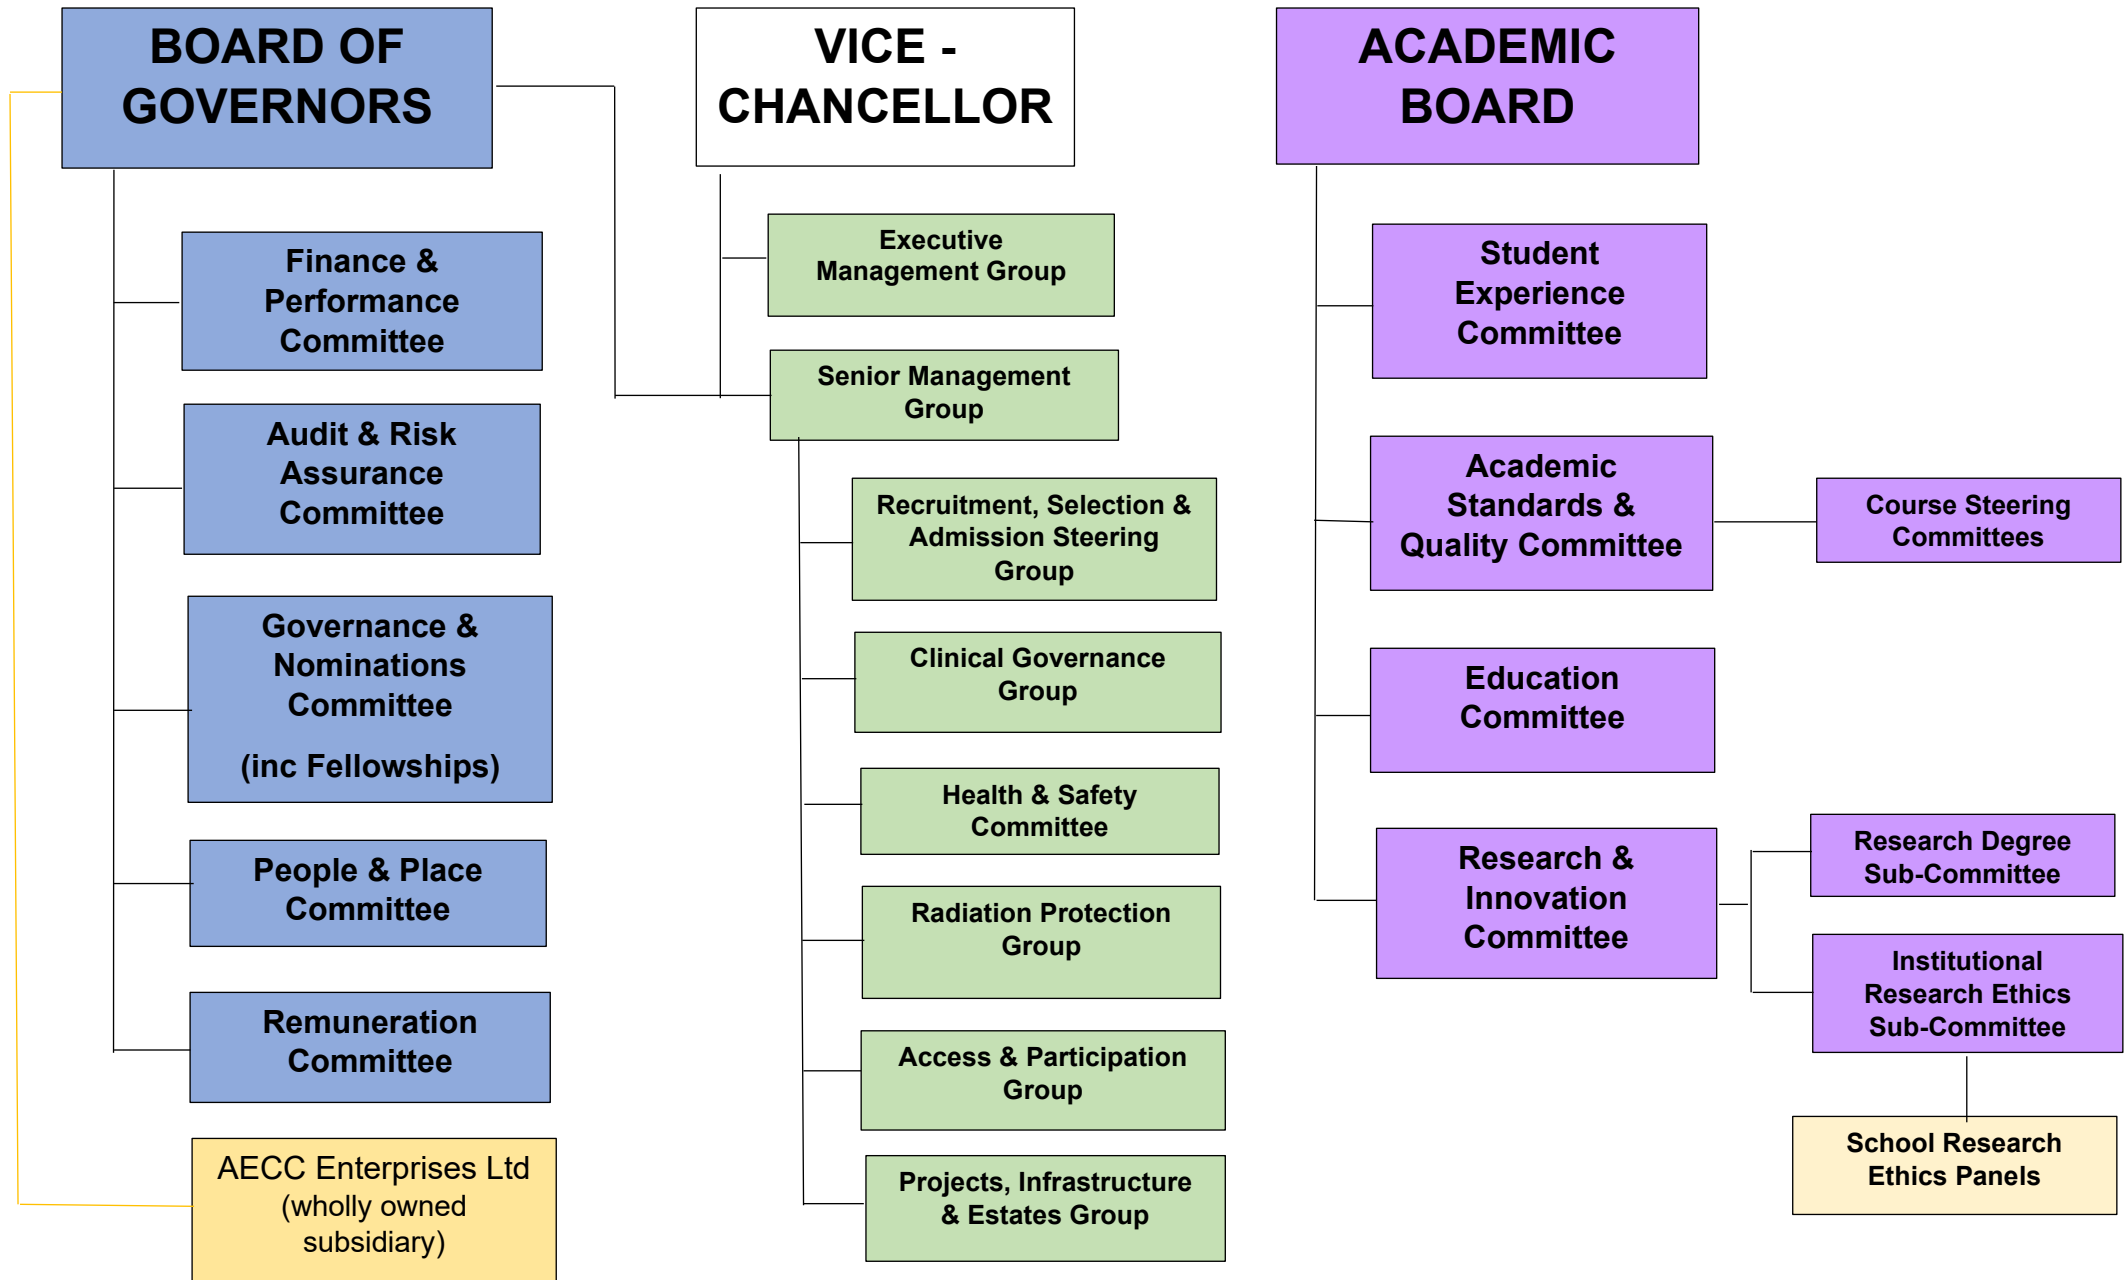 BOARD OF
GOVERNORS
Finance &
Performance
Committee
Audit & Risk
Assurance
Committee
Governance &
Nominations
Committee
(inc Fellowships)
People & Place
Committee
Remuneration
Committee
AECC Enterprises Ltd
(wholly owned
subsidiary)
VICE -
CHANCELLOR
Executive
Management Group
Senior Management
Group
Recruitment, Selection &
Admission Steering
Group
Clinical Governance
Group
Health & Safety
Committee
Radiation Protection
Group
Access & Participation
Group
Projects, Infrastructure
& Estates Group
ACADEMIC
BOARD
Student
Experience
Committee
Academic
Standards &
Quality Committee
Course Steering
Committees
Education
Committee
Research &
Innovation
Committee
Research Degree
Sub-Committee
Institutional
Research Ethics
Sub-Committee
School Research
Ethics Panels